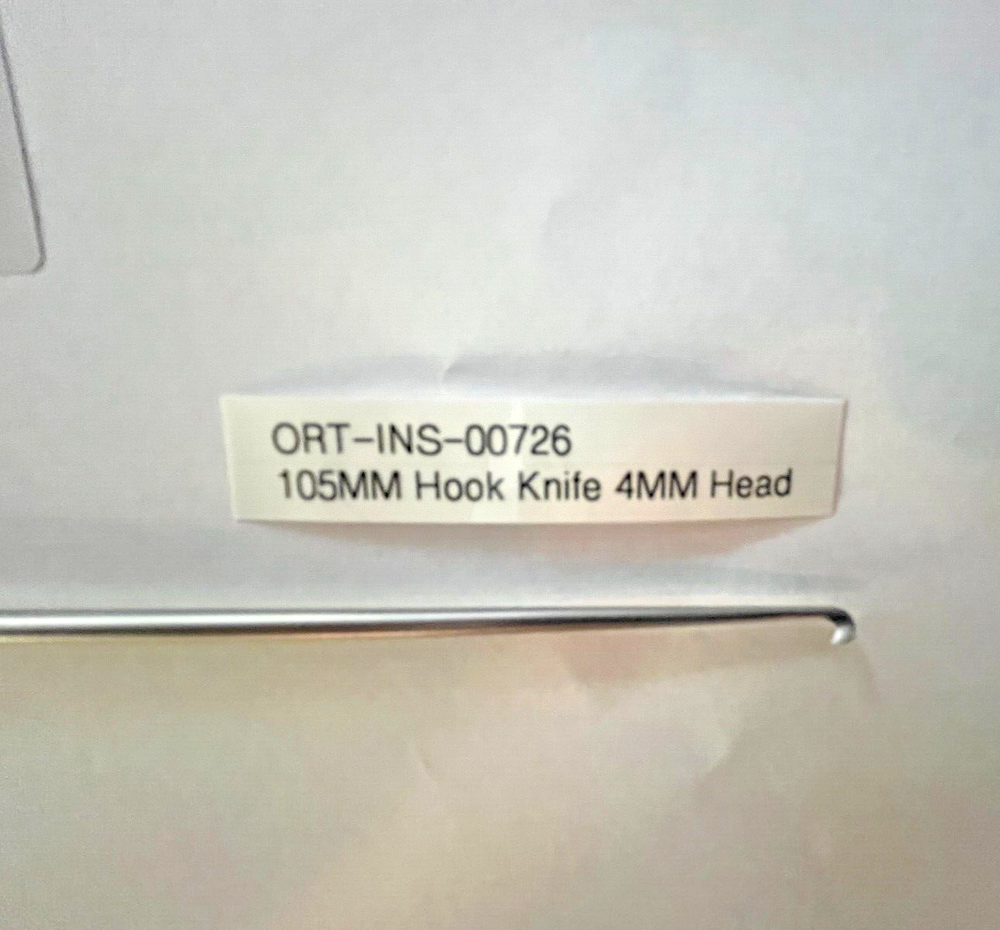 ORT-INS-00726
105MM Hook Knife 4MM Head